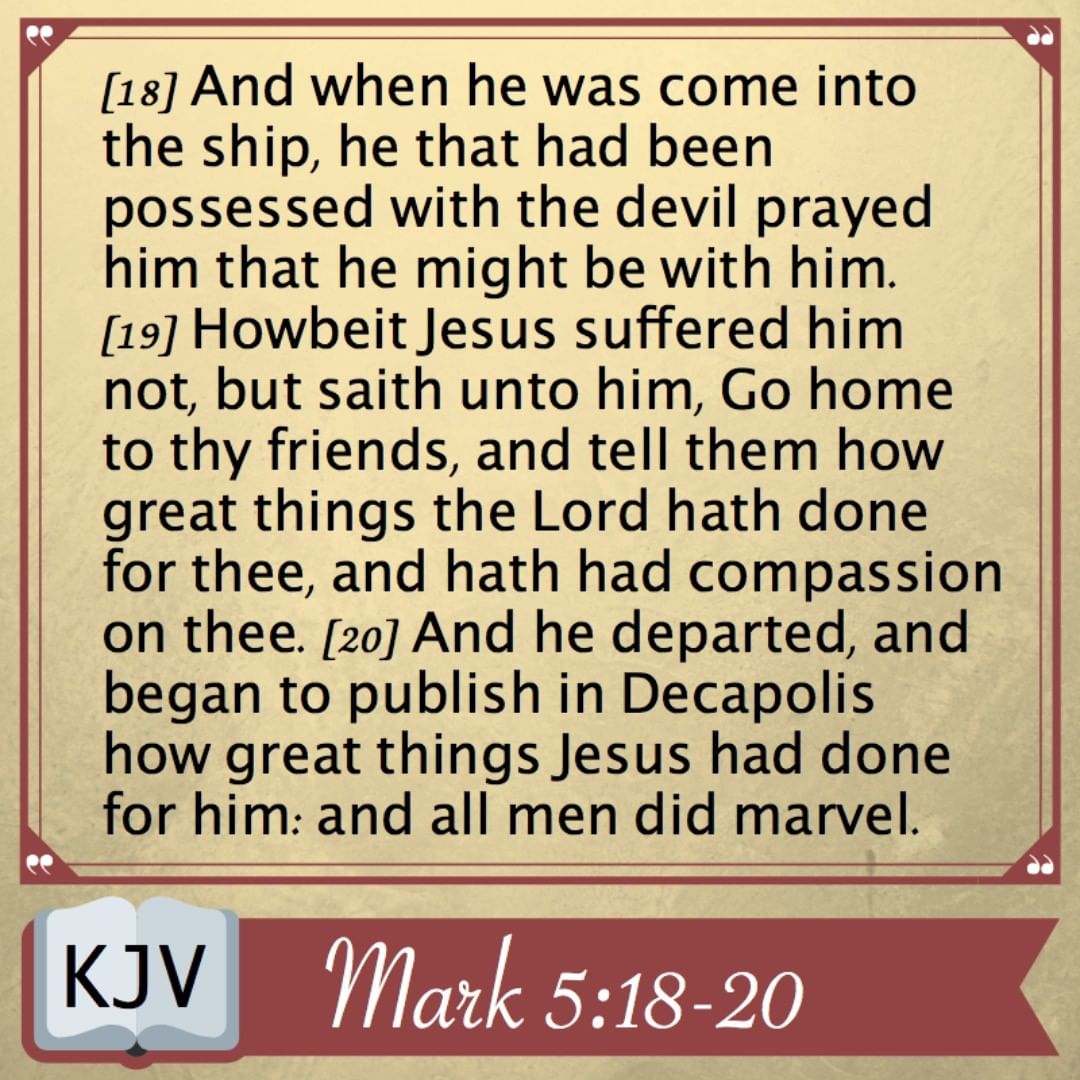 [18] And when he was come into
the ship, he that had been
possessed with the devil prayed
him that he might be with him.
[19] Howbeit Jesus suffered him
not, but saith unto him, Go home
to thy friends, and tell them how
great things the Lord hath done
for thee, and hath had compassion
on thee. [20] And he departed, and
began to publish in Decapolis
how great things Jesus had done
for him: and all men did marvel.
KJV
Mark 5:18-20